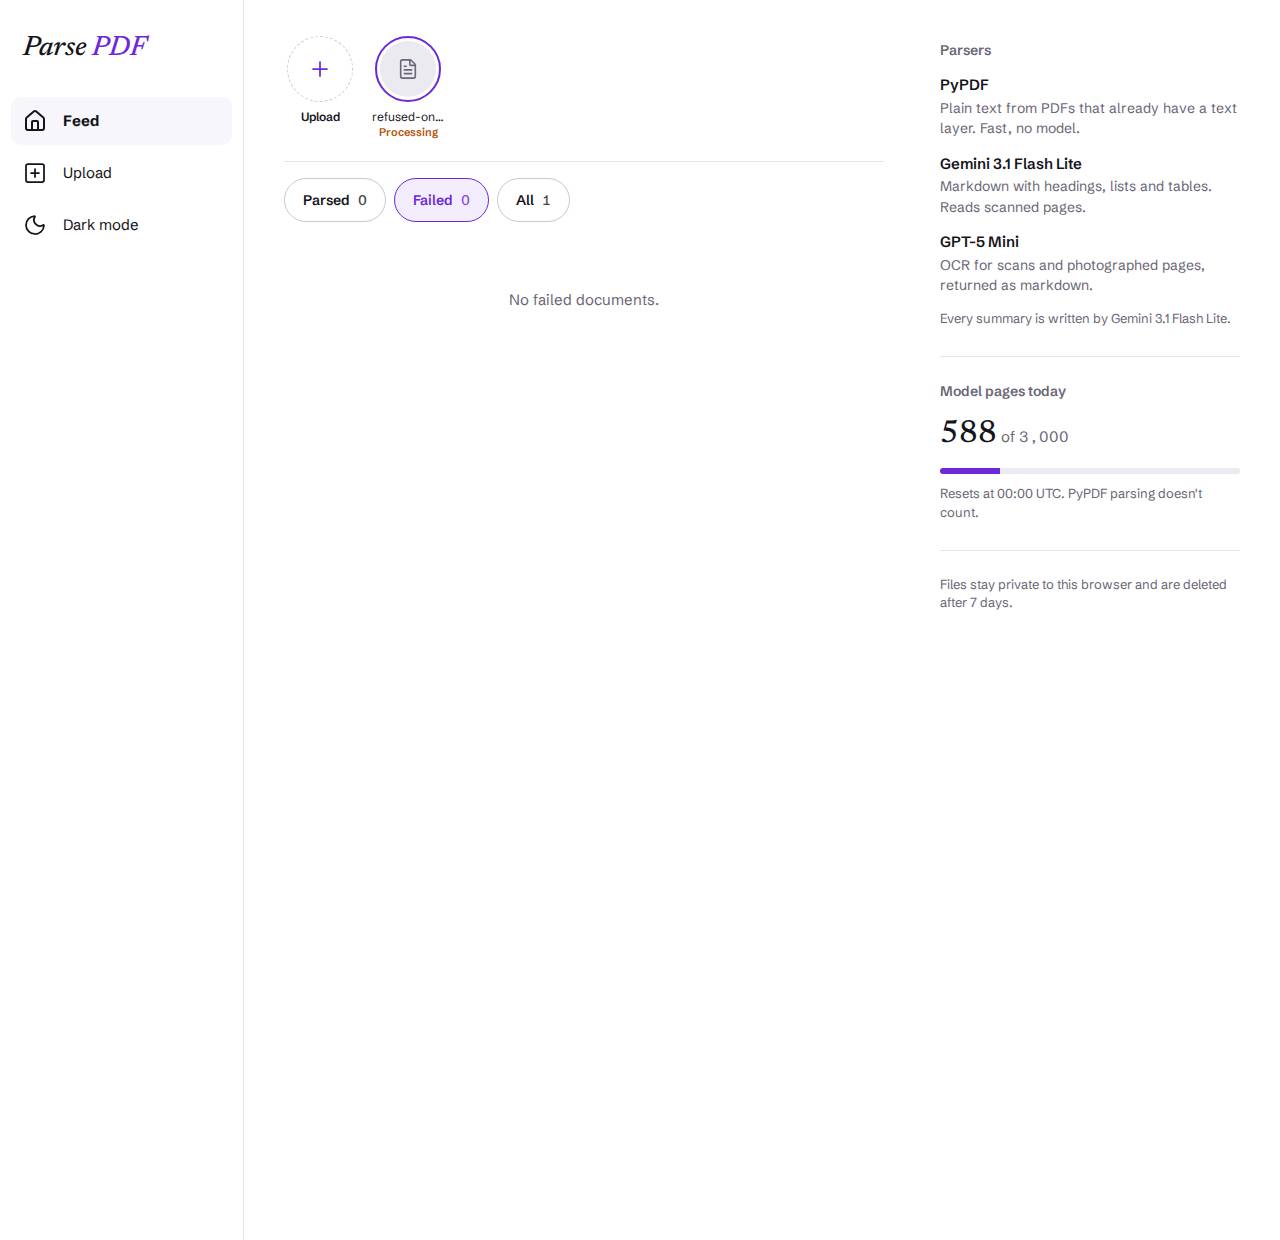 Parse PDF
Feed
Upload
Dark mode
Upload
refused-on...
Processing
Parsed 0
Failed 0
All 1
No failed documents.
Parsers
PyPDF
Plain text from PDFs that already have a text
layer. Fast, no model.
Gemini 3.1 Flash Lite
Markdown with headings, lists and tables.
Reads scanned pages.
GPT-5 Mini
OCR for scans and photographed pages,
returned as markdown.
Every summary is written by Gemini 3.1 Flash Lite.
Model pages today
588 of 3,000
Resets at 00:00 UTC. PyPDF parsing doesn't
count.
Files stay private to this browser and are deleted
after 7 days.